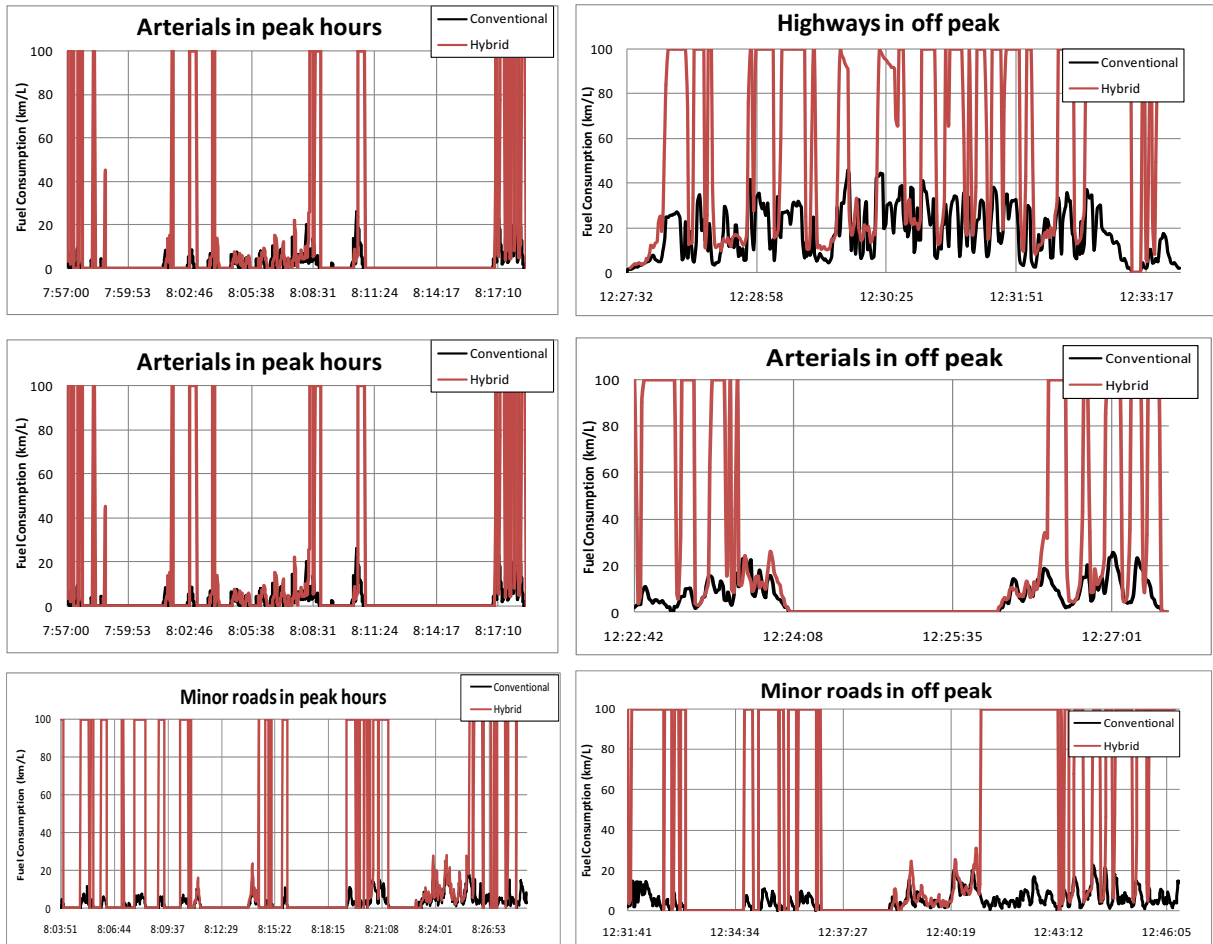 Arterials in peak hours
Conventional
Hybrid
Fuel Consumption (km/L)
100
80
60
40
20
0
7:57:00 7:59:53 8:02:46 8:05:38 8:08:31 8:11:24 8:14:17 8:17:10
Highways in off peak
Conventional
Hybrid
Fuel Consumption (km/L)
100
80
60
40
20
0
12:27:32 12:28:58 12:30:25 12:31:51 12:33:17
Arterials in peak hours
Conventional
Hybrid
Fuel Consumption (km/L)
100
80
60
40
20
0
7:57:00 7:59:53 8:02:46 8:05:38 8:08:31 8:11:24 8:14:17 8:17:10
Arterials in off peak
Conventional
Hybrid
Fuel Consumption (km/L)
100
80
60
40
20
0
12:22:42 12:24:08 12:25:35 12:27:01
Minor roads in peak hours
Conventional
Hybrid
Fuel Consumption (km/L)
100
80
60
40
20
0
8:03:51 8:06:44 8:09:37 8:12:29 8:15:22 8:18:15 8:21:08 8:24:01 8:26:53
Minor roads in off peak
Conventional
Hybrid
Fuel Consumption (km/L)
100
80
60
40
20
0
12:31:41 12:34:34 12:37:27 12:40:19 12:43:12 12:46:05